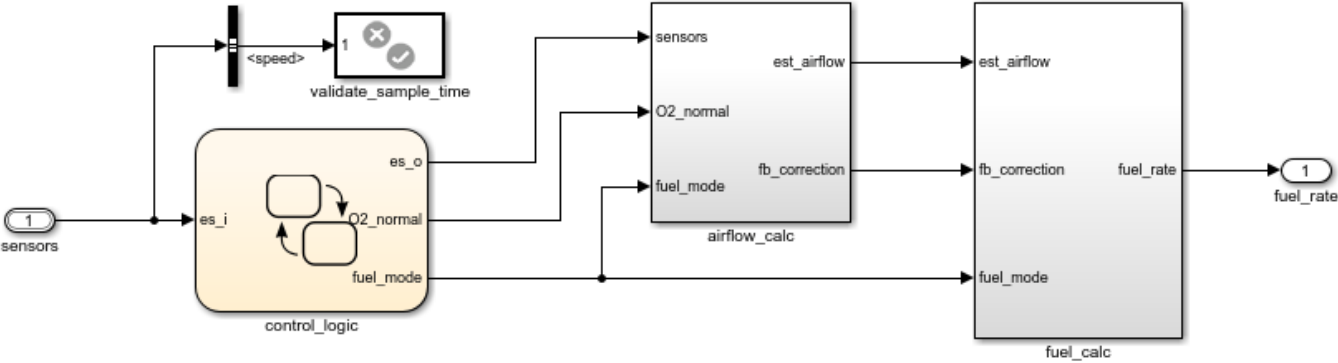 1
sensors
<speed>
1
validate_sample_time
es_i
es_o
O2_normal
fuel_mode
control_logic
sensors
O2_normal
fuel_mode
est_airflow
fb_correction
airflow_calc
est_airflow
fb_correction
fuel_mode
fuel_rate
fuel_calc
1
fuel_rate